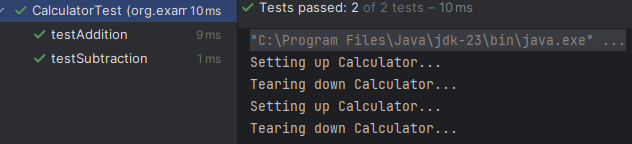 CalculatorTest (org.exam 10 ms
testAddition 9 ms
testSubtraction 1 ms
Tests passed: 2 of 2 tests – 10 ms
"C:\Program Files\Java\jdk-23\bin\java.exe" ...
Setting up Calculator...
Tearing down Calculator...
Setting up Calculator...
Tearing down Calculator...